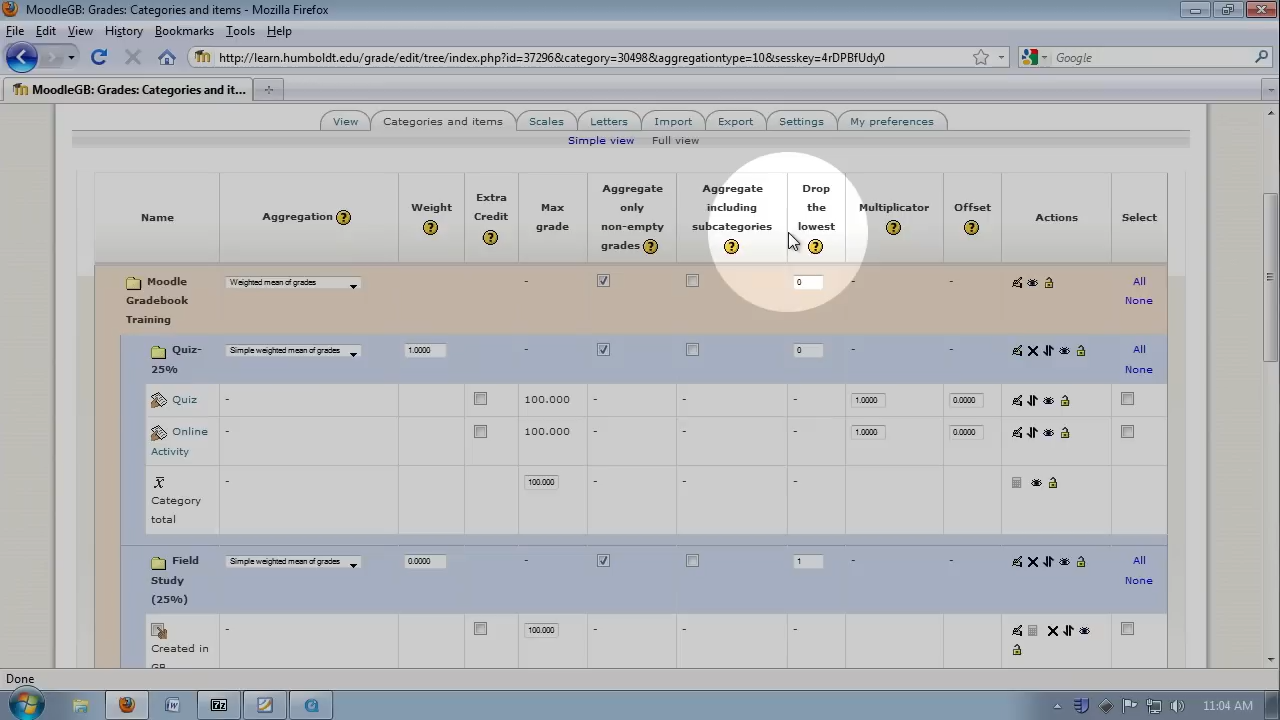 MoodleGB: Grades: Categories and items - Mozilla Firefox
File Edit View History Bookmarks Tools Help
http://learn.humboldt.edu/grade/edit/tree/index.php?id=37296&category=30498&aggregationtype=10&sesskey=4rDPBfUdy0
Google
MoodleGB: Grades: Categories and it...
View Categories and items Scales Letters Import Export Settings My preferences
Simple view Full view
Name
Aggregation ?
Weight ?
Extra
Credit
?
Max
grade
Aggregate
only
non-empty
grades ?
Aggregate
including
subcategories
?
Drop
the
lowest
?
Multiplicator
?
Offset
?
Actions
Select
Moodle
Gradebook
Training
Weighted mean of grades
-
0
-
-
All
None
Quiz-
25%
Simple weighted mean of grades
1.0000
-
0
-
-
All
None
Quiz
-
100.000
-
-
-
1.0000
0.0000
Online
Activity
-
100.000
-
-
-
1.0000
0.0000
x̅
Category
total
-
100.000
-
-
-
Field
Study
(25%)
Simple weighted mean of grades
0.0000
-
1
-
-
All
None
Created in
GB
-
100.000
-
-
-
Done
11:04 AM